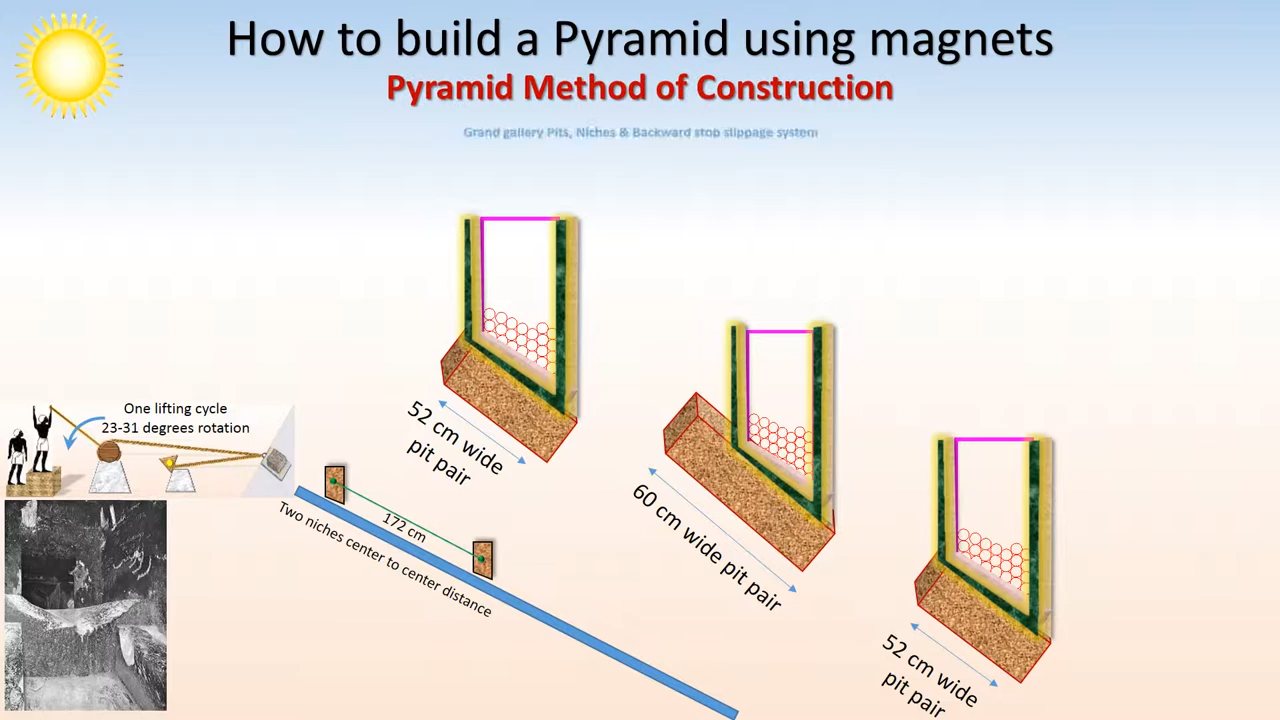 How to build a Pyramid using magnets
Pyramid Method of Construction
Grand gallery Pits, Niches & Backward stop slippage system
One lifting cycle
23-31 degrees rotation
52 cm wide
pit pair
60 cm wide pit pair
172 cm
Two niches center to center distance
52 cm wide
pit pair